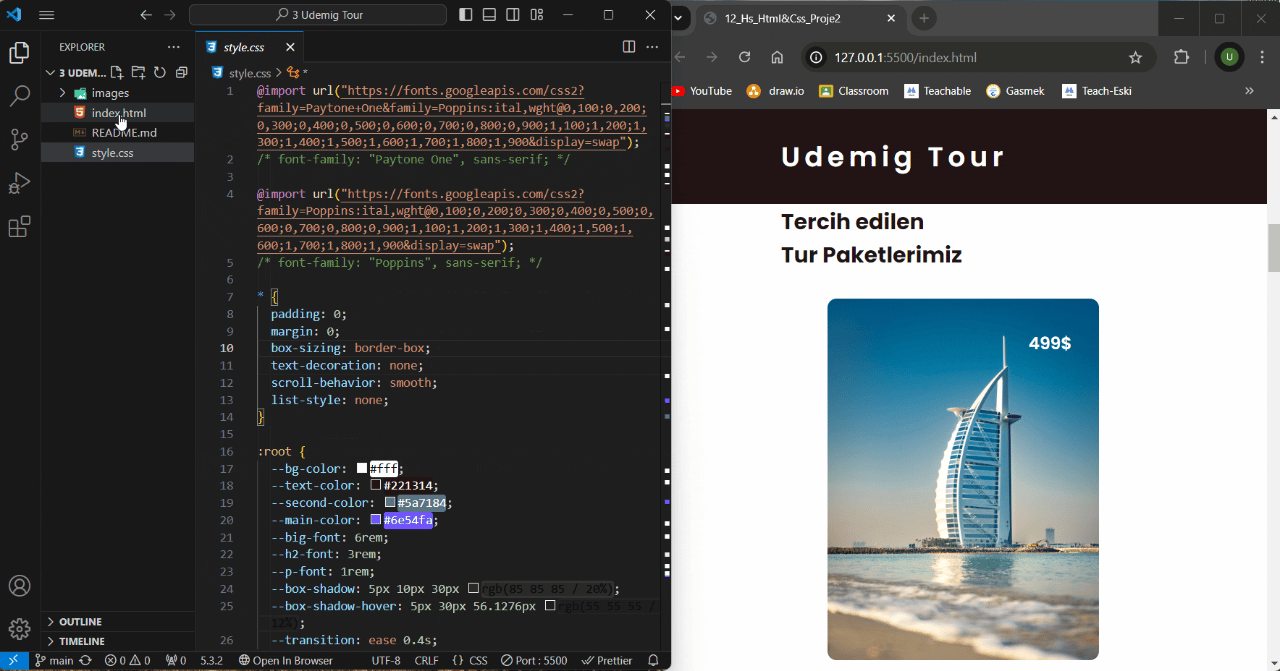 3 Udemig Tour
EXPLORER
3 UDEM...
images
index.html
README.md
style.css
OUTLINE
TIMELINE
style.css
style.css > *
1 @import url("https://fonts.googleapis.com/css2?
family=Paytone+One&family=Poppins:ital,wght@0,100;0,200;
0,300;0,400;0,500;0,600;0,700;0,800;0,900;1,100;1,200;1,
300;1,400;1,500;1,600;1,700;1,800;1,900&display=swap");
2 /* font-family: "Paytone One", sans-serif; */
3
4 @import url("https://fonts.googleapis.com/css2?
family=Poppins:ital,wght@0,100;0,200;0,300;0,400;0,500;0,
600;0,700;0,800;0,900;1,100;1,200;1,300;1,400;1,500;1,
600;1,700;1,800;1,900&display=swap");
5 /* font-family: "Poppins", sans-serif; */
6
7 * {
8 padding: 0;
9 margin: 0;
10 box-sizing: border-box;
11 text-decoration: none;
12 scroll-behavior: smooth;
13 list-style: none;
14 }
15
16 :root {
17 --bg-color: #fff;
18 --text-color: #221314;
19 --second-color: #5a7184;
20 --main-color: #6e54fa;
21 --big-font: 6rem;
22 --h2-font: 3rem;
23 --p-font: 1rem;
24 --box-shadow: 5px 10px 30px rgb(85 85 85 / 20%);
25 --box-shadow-hover: 5px 30px 56.1276px rgb(55 55 55 /
12%);
26 --transition: ease 0.4s;
main 0 0 0 5.3.2 Open In Browser UTF-8 CRLF {} CSS Port : 5500 Prettier
12_Hs_Html&Css_Proje2
127.0.0.1:5500/index.html
U
YouTube draw.io Classroom Teachable Gasmek Teach-Eski
Udemig Tour
Tercih edilen
Tur Paketlerimiz
499$